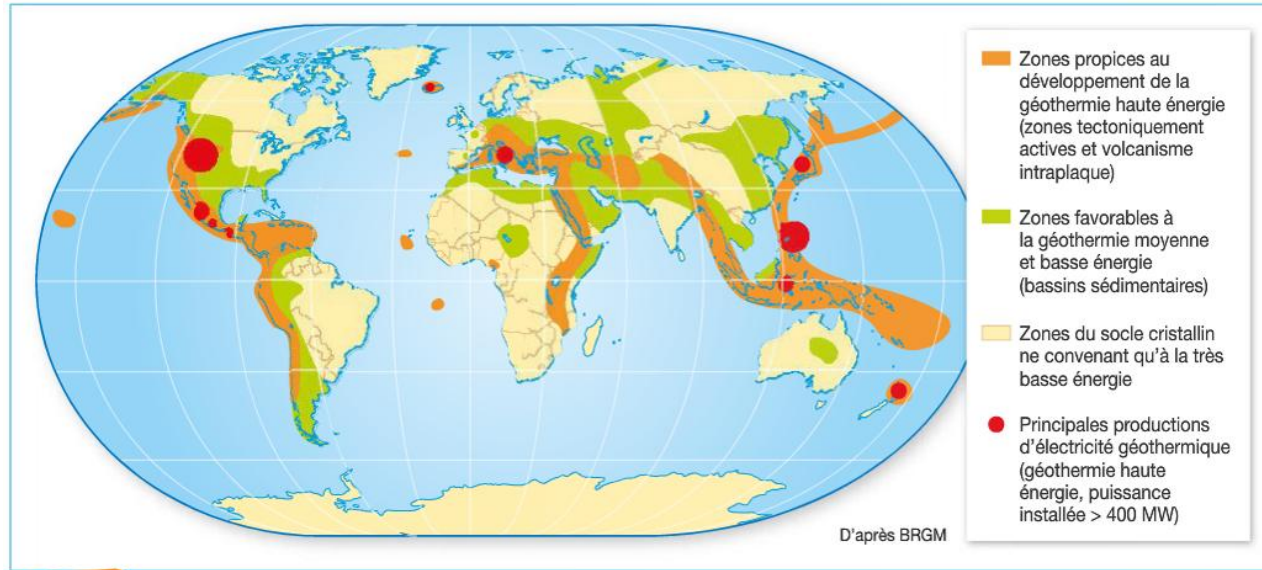 Zones propices au
développement de la
géothermie haute énergie
(zones tectoniquement
actives et volcanisme
intraplaque)
Zones favorables à
la géothermie moyenne
et basse énergie
(bassins sédimentaires)
Zones du socle cristallin
ne convenant qu'à la très
basse énergie
Principales productions
d'électricité géothermique
(géothermie haute
énergie, puissance
installée > 400 MW)
D'après BRGM